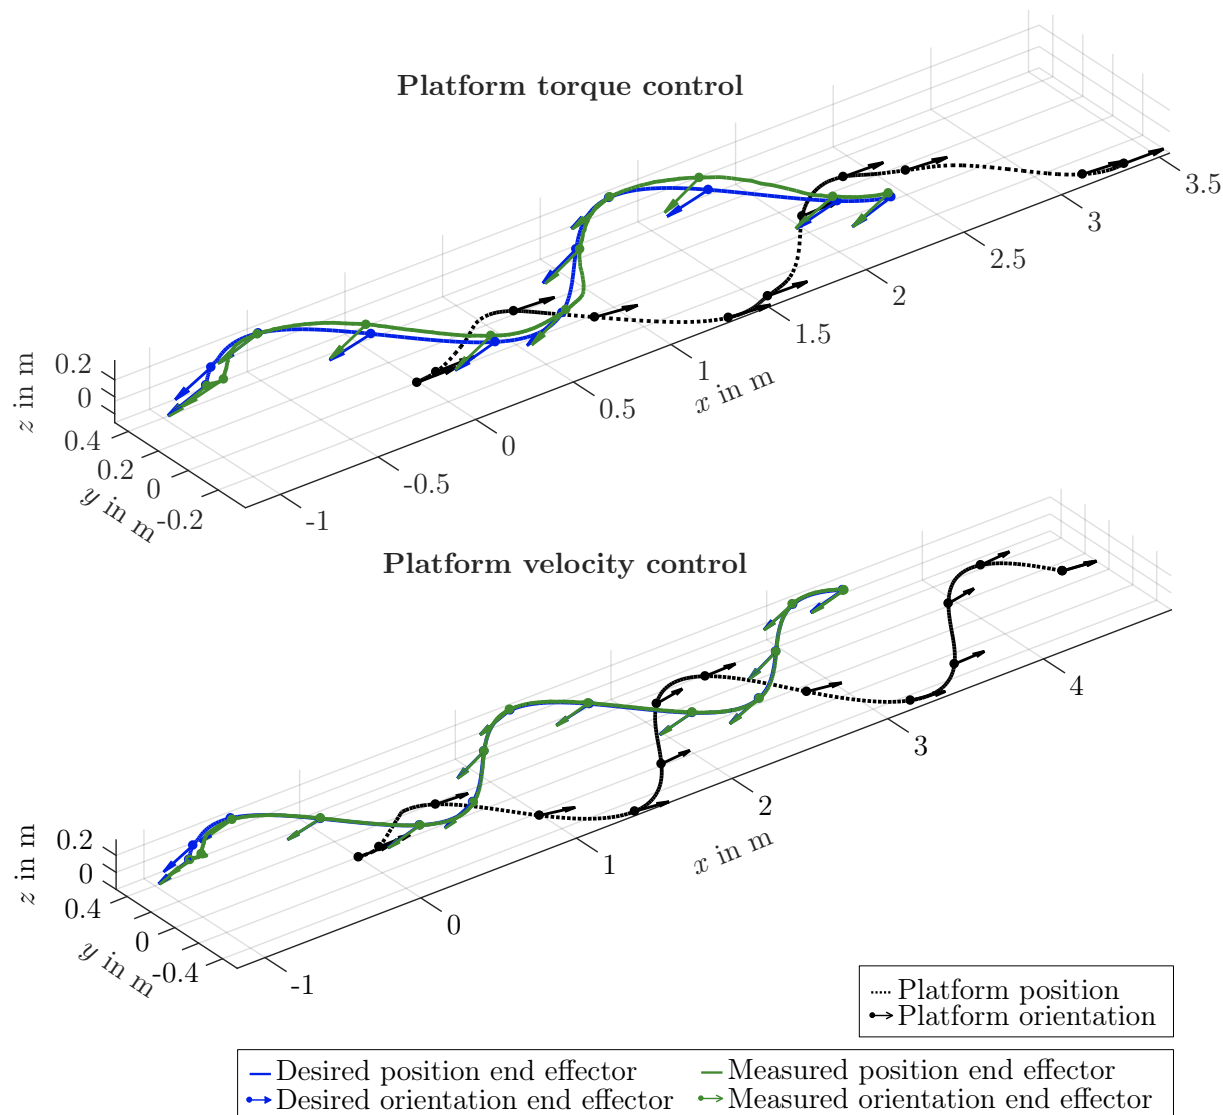 Platform torque control
0.2
0
z in m
0.4
0.2
0
-0.2
y in m
-1
-0.5
0
0.5
1
1.5
2
2.5
3
3.5
x in m
Platform velocity control
0.2
0
z in m
0.4
0
-0.4
y in m
-1
0
1
2
3
4
x in m
Platform position
Platform orientation
Desired position end effector
Measured position end effector
Desired orientation end effector
Measured orientation end effector